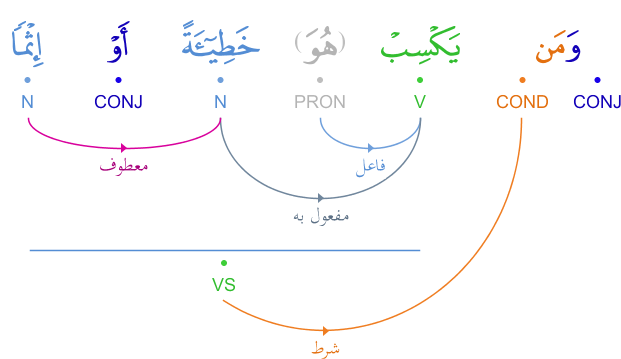 وَمَن يَكْسِبْ (هُوَ) خَطِيٓـَٔةً أَوْ إِثْمًا
CONJ COND V PRON N CONJ N
فاعل معطوف
مفعول به
VS
شرط